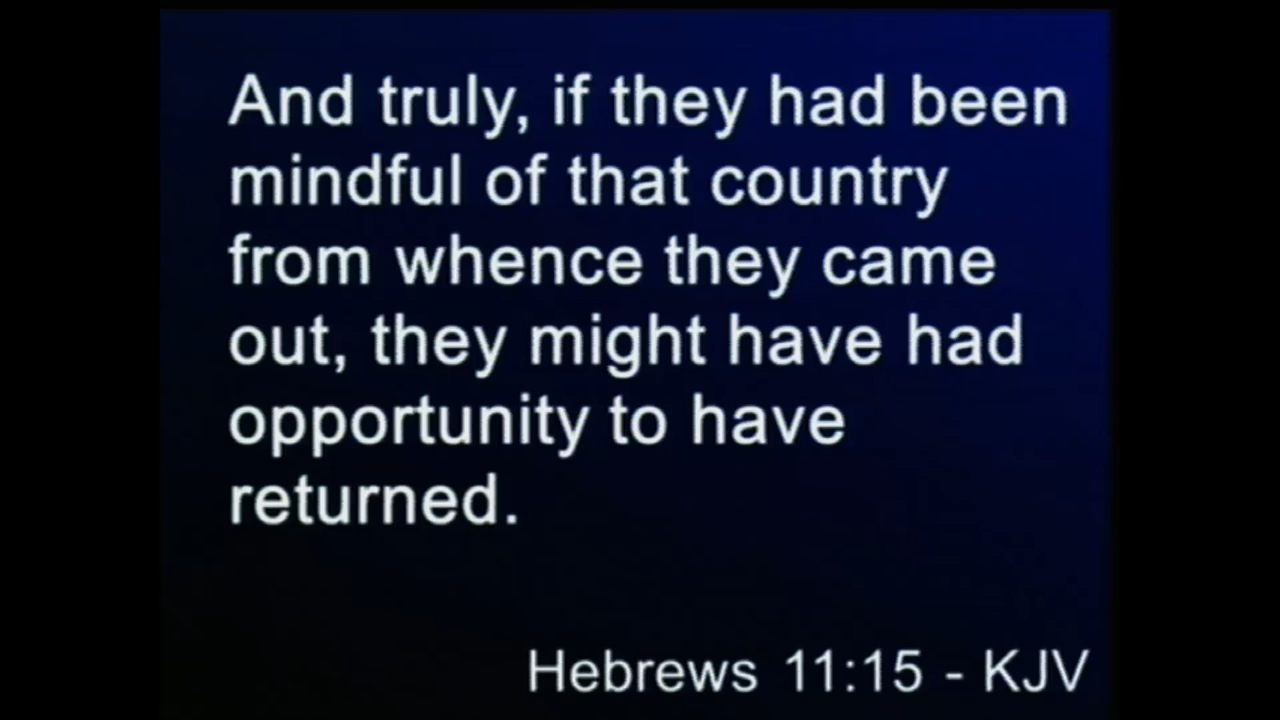 And truly, if they had been
mindful of that country
from whence they came
out, they might have had
opportunity to have
returned.
Hebrews 11:15 - KJV